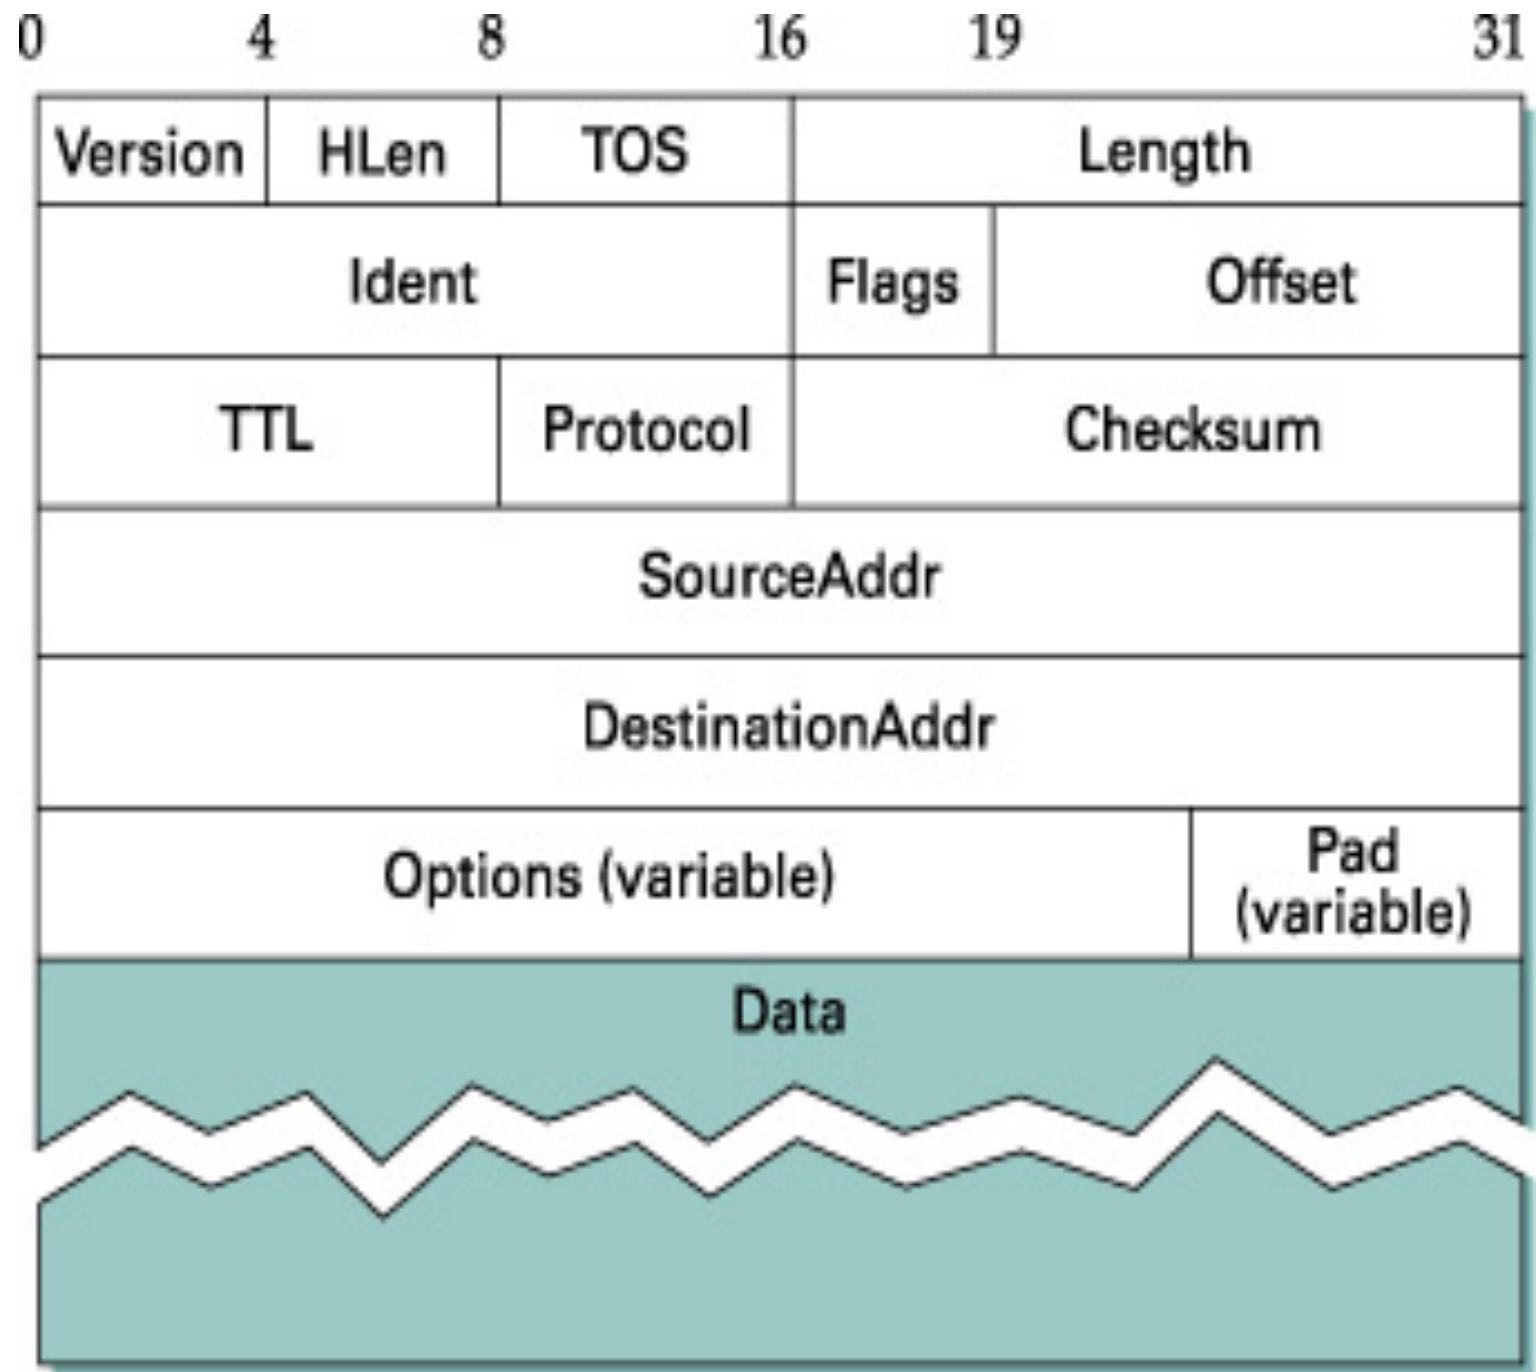 0 4 8 16 19 31
Version HLen TOS Length
Ident Flags Offset
TTL Protocol Checksum
SourceAddr
DestinationAddr
Options (variable) Pad
(variable)
Data